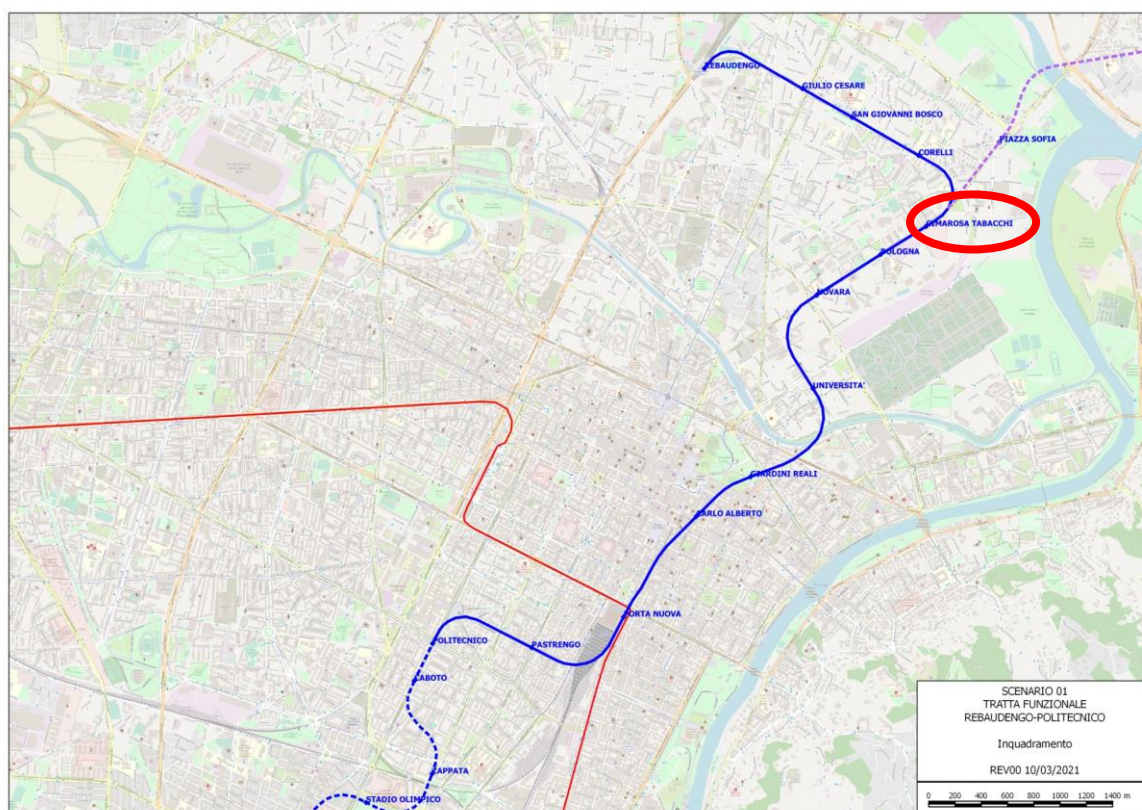 REBAUDENGO
GIULIO CESARE
SAN GIOVANNI BOSCO
PIAZZA SOFIA
CORELLI
CIMAROSA TABACCHI
BOLOGNA
NOVARA
UNIVERSITA'
GIARDINI REALI
CARLO ALBERTO
PORTA NUOVA
POLITECNICO
PASTRENGO
CABOTO
ZAPPATA
STADIO OLIMPICO
SCENARIO 01
TRATTA FUNZIONALE
REBAUDENGO-POLITECNICO
Inquadramento
REV00 10/03/2021
0 200 400 600 800 1000 1200 1400 m